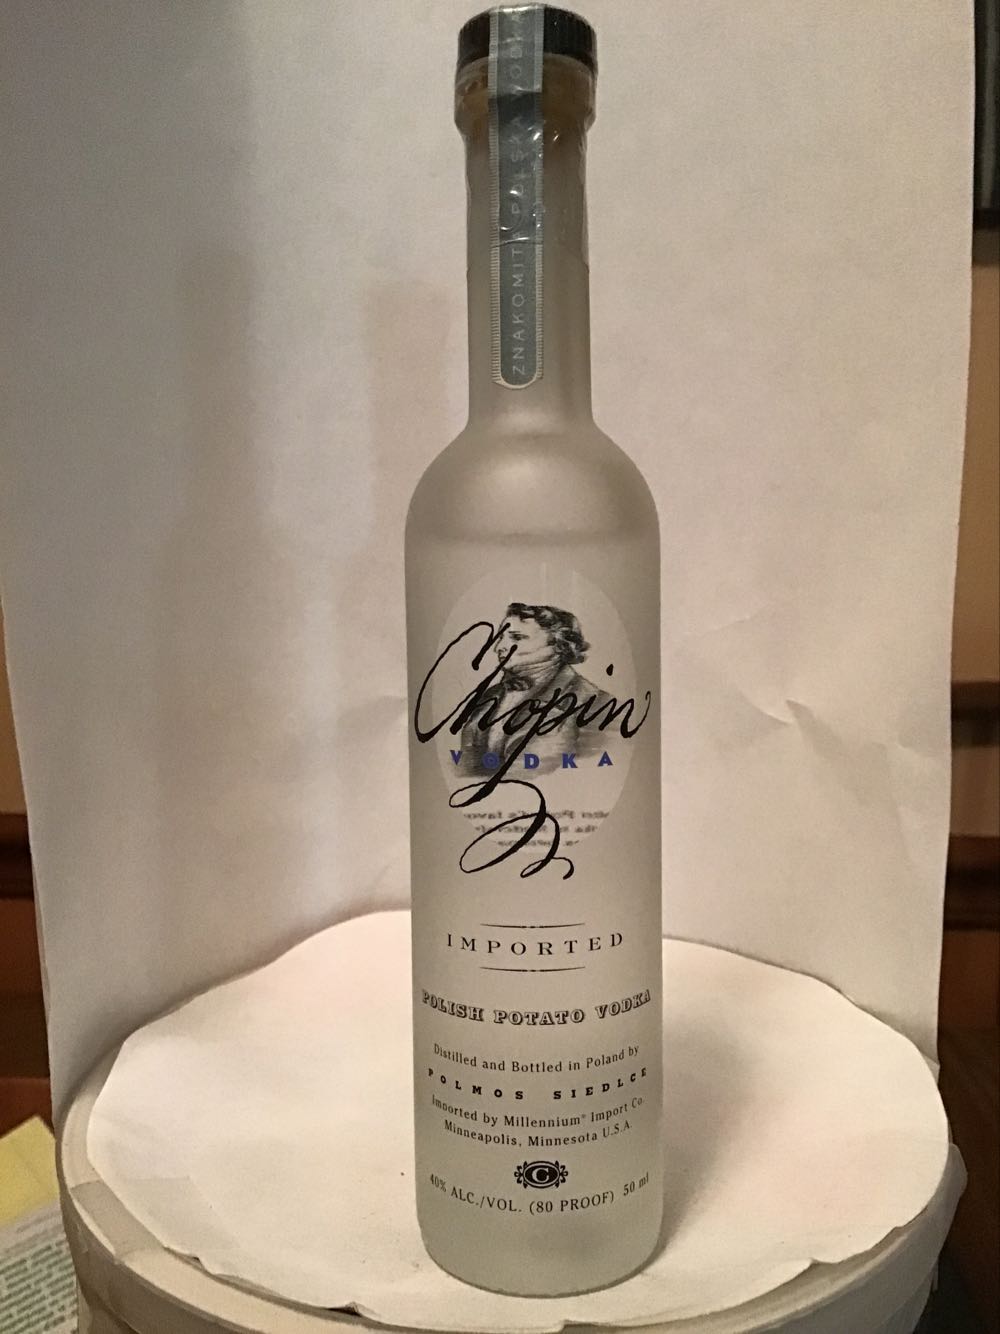 ZNAKOMITA POLSKA WÓDKA
Chopin
VODKA
IMPORTED
POLISH POTATO VODKA
Distilled and Bottled in Poland by
POLMOS SIEDLCE
Imported by Millennium® Import Co.
Minneapolis, Minnesota U.S.A.
G
40% ALC./VOL. (80 PROOF) 50 ml